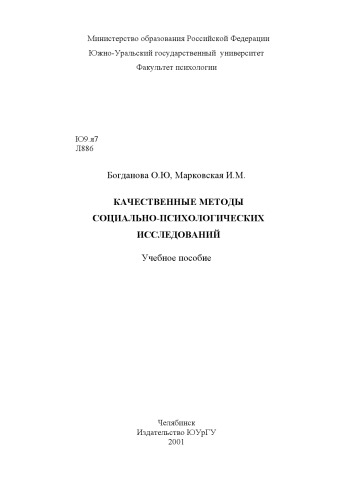 Министерство образования Российской Федерации
Южно-Уральский государственный университет
Факультет психологии
Ю9.я7
Л886
Богданова О.Ю, Марковская И.М.
КАЧЕСТВЕННЫЕ МЕТОДЫ
СОЦИАЛЬНО-ПСИХОЛОГИЧЕСКИХ
ИССЛЕДОВАНИЙ
Учебное пособие
Челябинск
Издательство ЮУрГУ
2001